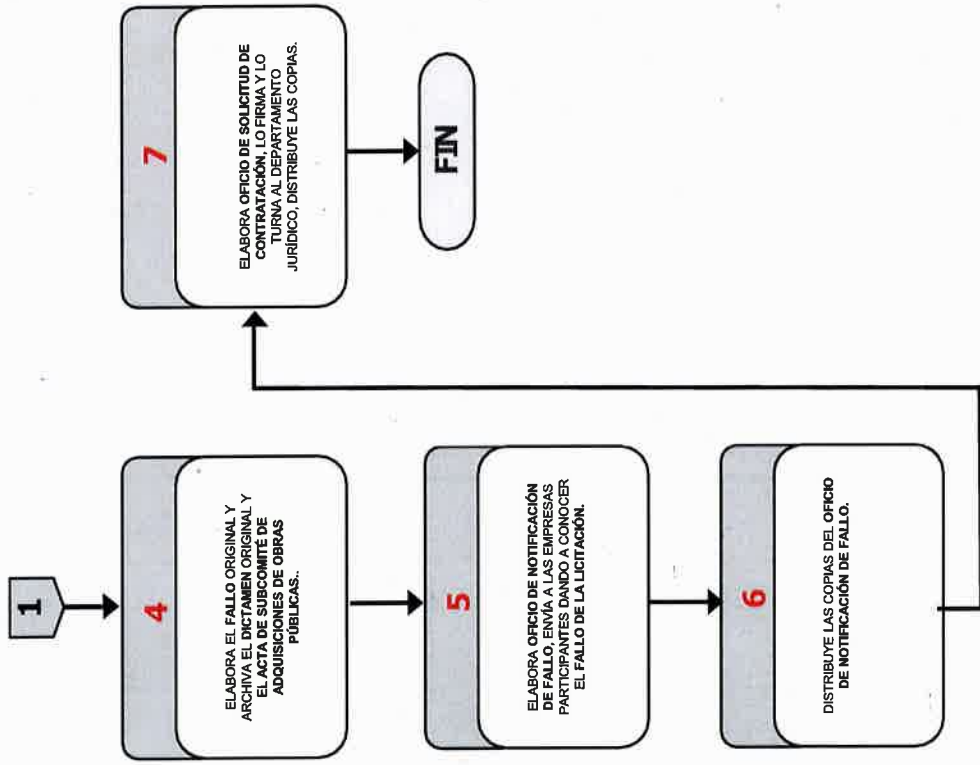 1
4
ELABORA EL FALLO ORIGINAL Y
ARCHIVA EL DICTAMEN ORIGINAL Y
EL ACTA DE SUBCOMITÉ DE
ADQUISICIONES DE OBRAS
PÚBLICAS..
5
ELABORA OFICIO DE NOTIFICACIÓN
DE FALLO, ENVÍA A LAS EMPRESAS
PARTICIPANTES DANDO A CONOCER
EL FALLO DE LA LICITACIÓN.
6
DISTRIBUYE LAS COPIAS DEL OFICIO
DE NOTIFICACIÓN DE FALLO.
7
ELABORA OFICIO DE SOLICITUD DE
CONTRATACIÓN, LO FIRMA Y LO
TURNA AL DEPARTAMENTO
JURÍDICO, DISTRIBUYE LAS COPIAS.
FIN